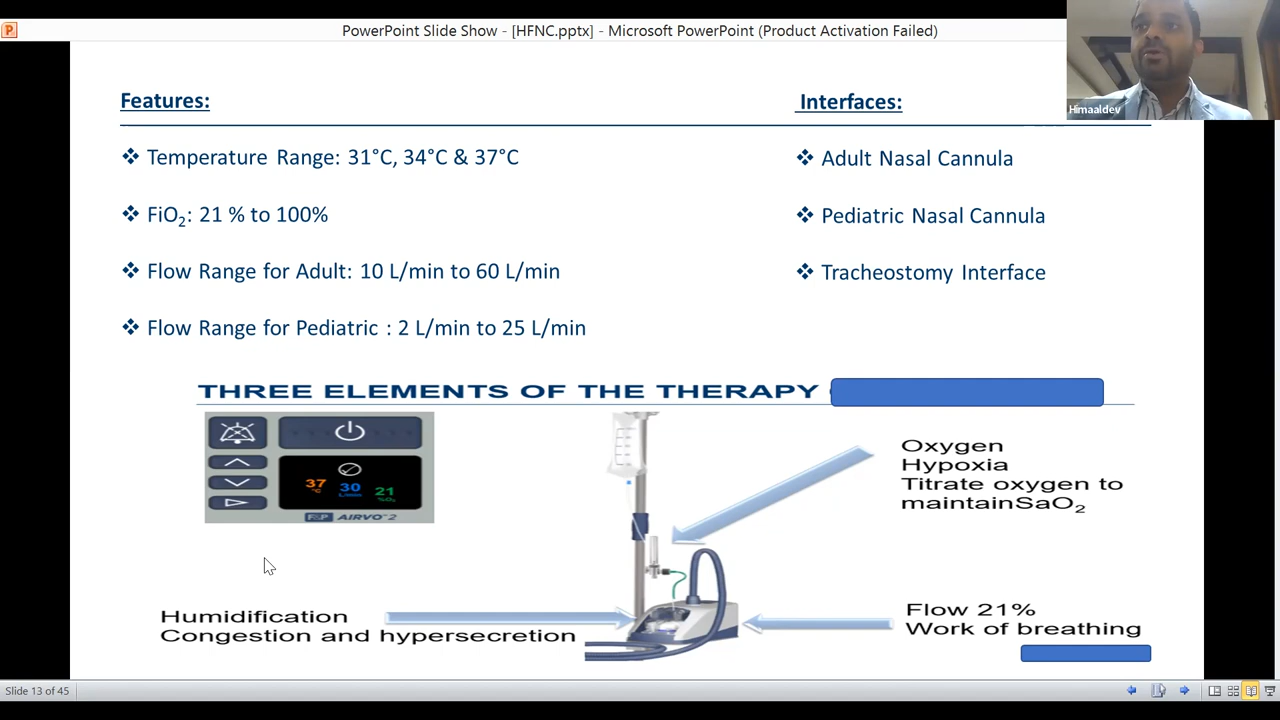 PowerPoint Slide Show - [HFNC.pptx] - Microsoft PowerPoint (Product Activation Failed)
Himaaldev
Features:
Interfaces:
❖ Temperature Range: 31°C, 34°C & 37°C
❖ Adult Nasal Cannula
❖ FiO₂: 21 % to 100%
❖ Pediatric Nasal Cannula
❖ Flow Range for Adult: 10 L/min to 60 L/min
❖ Tracheostomy Interface
❖ Flow Range for Pediatric : 2 L/min to 25 L/min
THREE ELEMENTS OF THE THERAPY
37
°C
30
L/min
21
%O₂
F&P AIRVO™2
Oxygen
Hypoxia
Titrate oxygen to
maintainSaO₂
Humidification
Congestion and hypersecretion
Flow 21%
Work of breathing
Slide 13 of 45